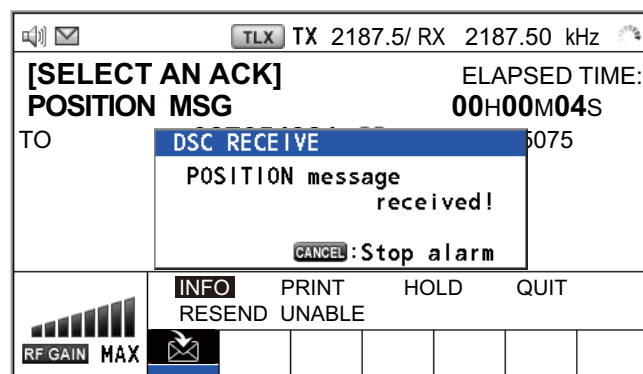 TLX TX 2187.5/ RX 2187.50 kHz
[SELECT AN ACK] ELAPSED TIME:
POSITION MSG 00H00M04S
TO 5075
DSC RECEIVE
POSITION message
received!
CANCEL:Stop alarm
INFO PRINT HOLD QUIT
RESEND UNABLE
RF GAIN MAX